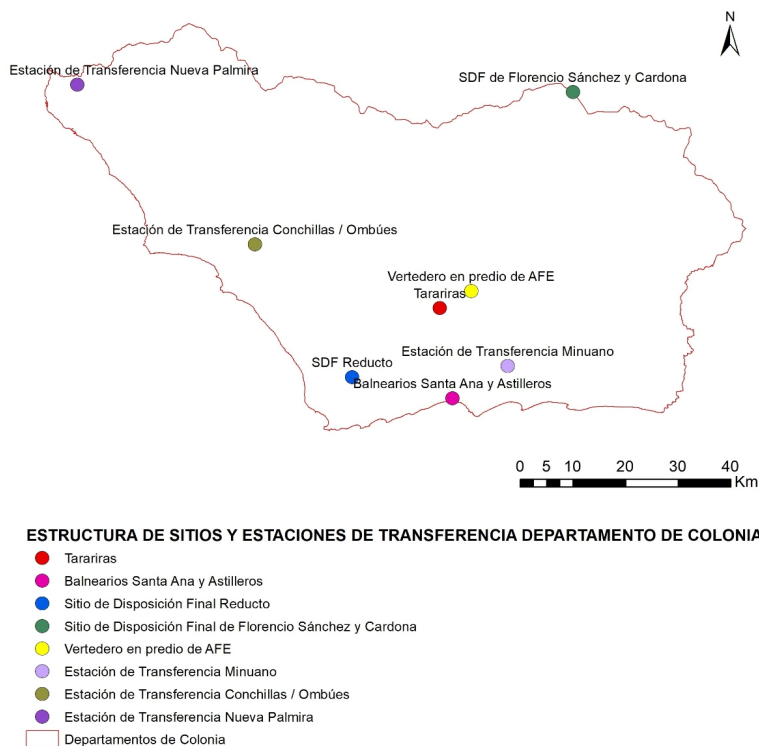 N
Estación de Transferencia Nueva Palmira
SDF de Florencio Sánchez y Cardona
Estación de Transferencia Conchillas / Ombúes
Vertedero en predio de AFE
Tarariras
Estación de Transferencia Minuano
SDF Reducto
Balnearios Santa Ana y Astilleros
0 5 10 20 30 40
Km
ESTRUCTURA DE SITIOS Y ESTACIONES DE TRANSFERENCIA DEPARTAMENTO DE COLONIA
Tarariras
Balnearios Santa Ana y Astilleros
Sitio de Disposición Final Reducto
Sitio de Disposición Final de Florencio Sánchez y Cardona
Vertedero en predio de AFE
Estación de Transferencia Minuano
Estación de Transferencia Conchillas / Ombúes
Estación de Transferencia Nueva Palmira
Departamentos de Colonia